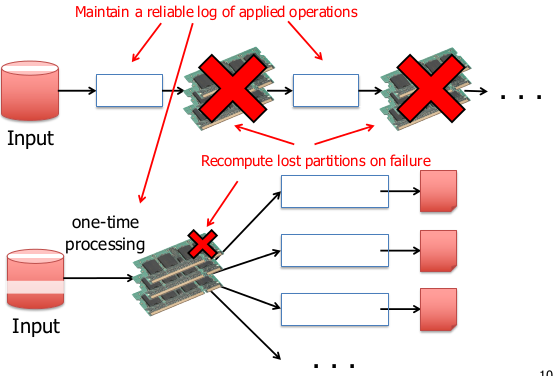 Maintain a reliable log of applied operations
. . .
Input
Recompute lost partitions on failure
one-time
processing
Input
. . .
10